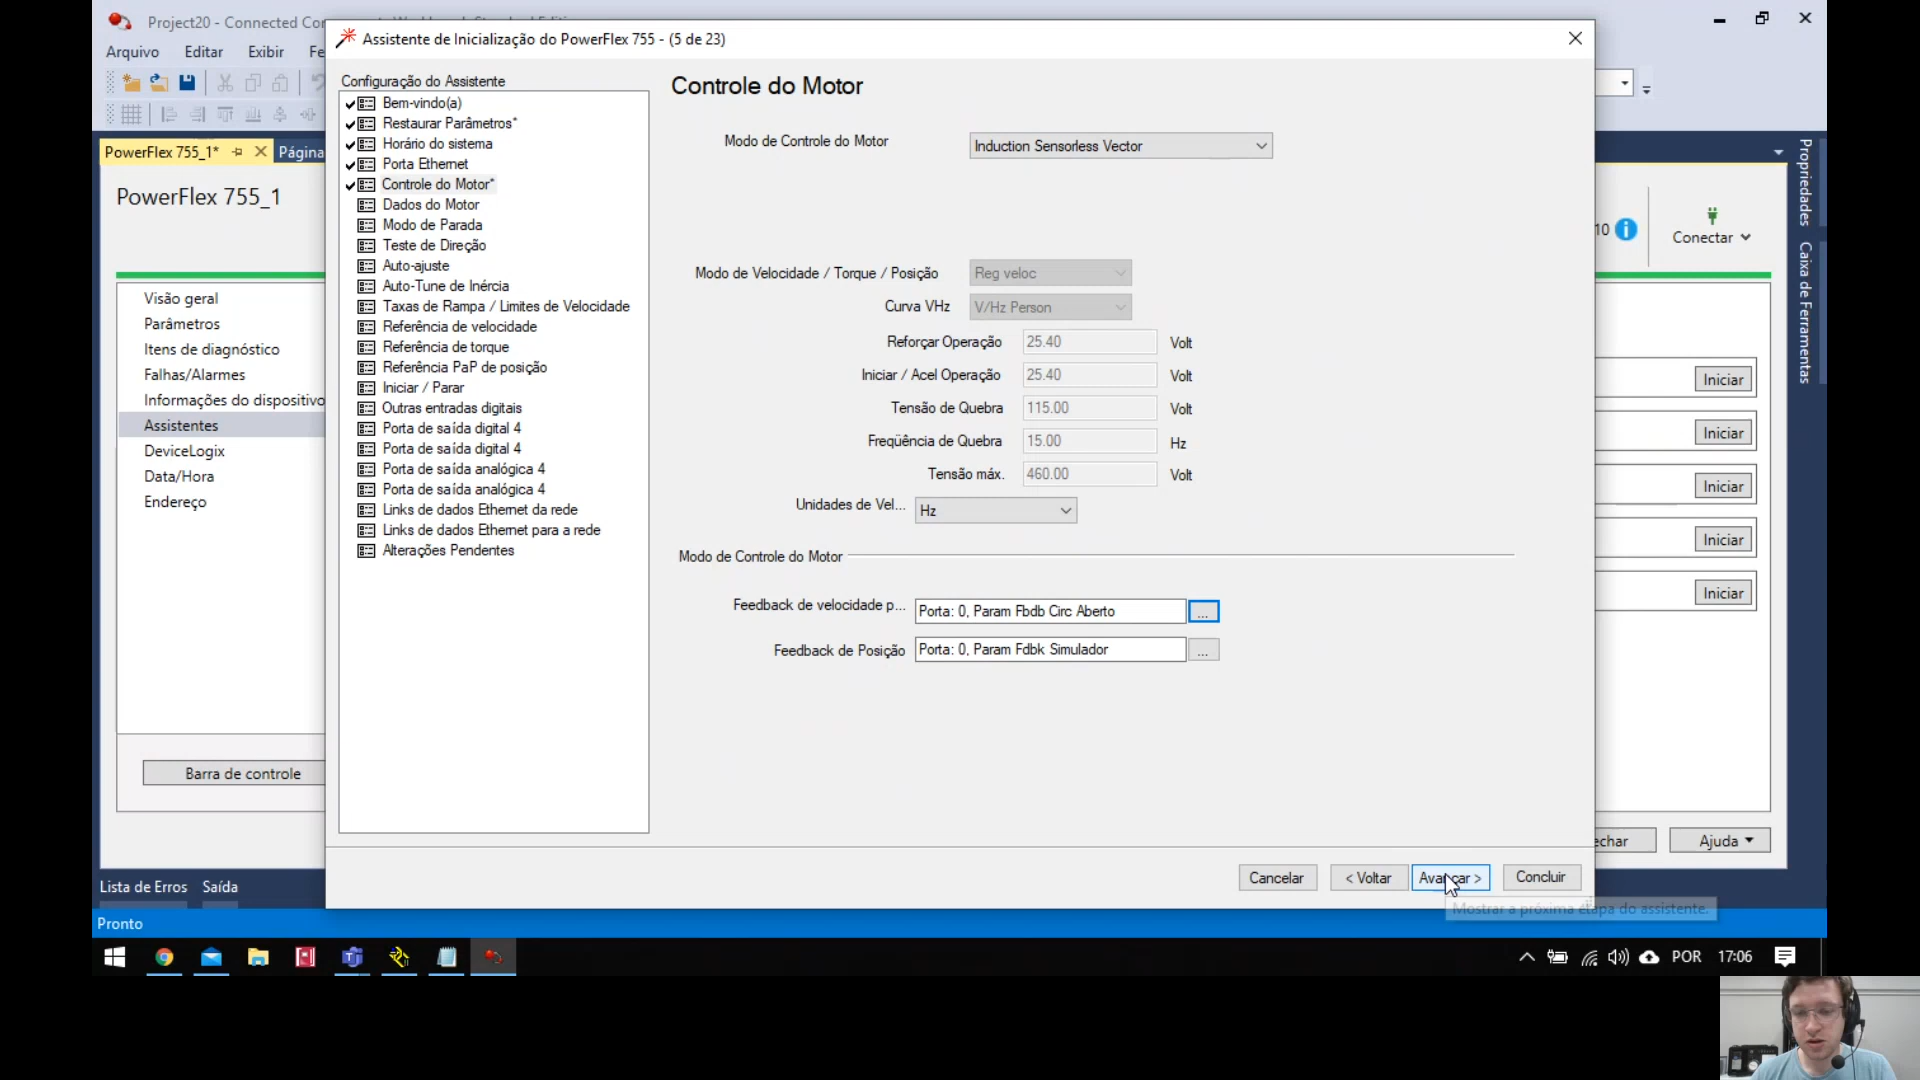 Project20 - Connected Co
Arquivo
Editar
Exibir
Fe
PowerFlex 755_1*
Página
PowerFlex 755_1
Visão geral
Parâmetros
Itens de diagnóstico
Falhas/Alarmes
Informações do dispositivo
Assistentes
DeviceLogix
Data/Hora
Endereço
Barra de controle
Lista de Erros
Saída
Pronto
Assistente de Inicialização do PowerFlex 755 - (5 de 23)
Configuração do Assistente
Bem-vindo(a)
Restaurar Parâmetros*
Horário do sistema
Porta Ethernet
Controle do Motor*
Dados do Motor
Modo de Parada
Teste de Direção
Auto-ajuste
Auto-Tune de Inércia
Taxas de Rampa / Limites de Velocidade
Referência de velocidade
Referência de torque
Referência PaP de posição
Iniciar / Parar
Outras entradas digitais
Porta de saída digital 4
Porta de saída digital 4
Porta de saída analógica 4
Porta de saída analógica 4
Links de dados Ethernet da rede
Links de dados Ethernet para a rede
Alterações Pendentes
Controle do Motor
Modo de Controle do Motor
Induction Sensorless Vector
Modo de Velocidade / Torque / Posição
Reg veloc
Curva VHz
V/Hz Person
Reforçar Operação
25.40
Volt
Iniciar / Acel Operação
25.40
Volt
Tensão de Quebra
115.00
Volt
Freqüência de Quebra
15.00
Hz
Tensão máx.
460.00
Volt
Unidades de Vel...
Hz
Modo de Controle do Motor
Feedback de velocidade p...
Porta: 0, Param Fbdb Circ Aberto
...
Feedback de Posição
Porta: 0, Param Fdbk Simulador
...
Cancelar
< Voltar
Avançar >
Concluir
Mostrar a próxima etapa do assistente.
10
Conectar
Iniciar
Iniciar
Iniciar
Iniciar
Iniciar
echar
Ajuda
Propriedades
Caixa de Ferramentas
POR
17:06